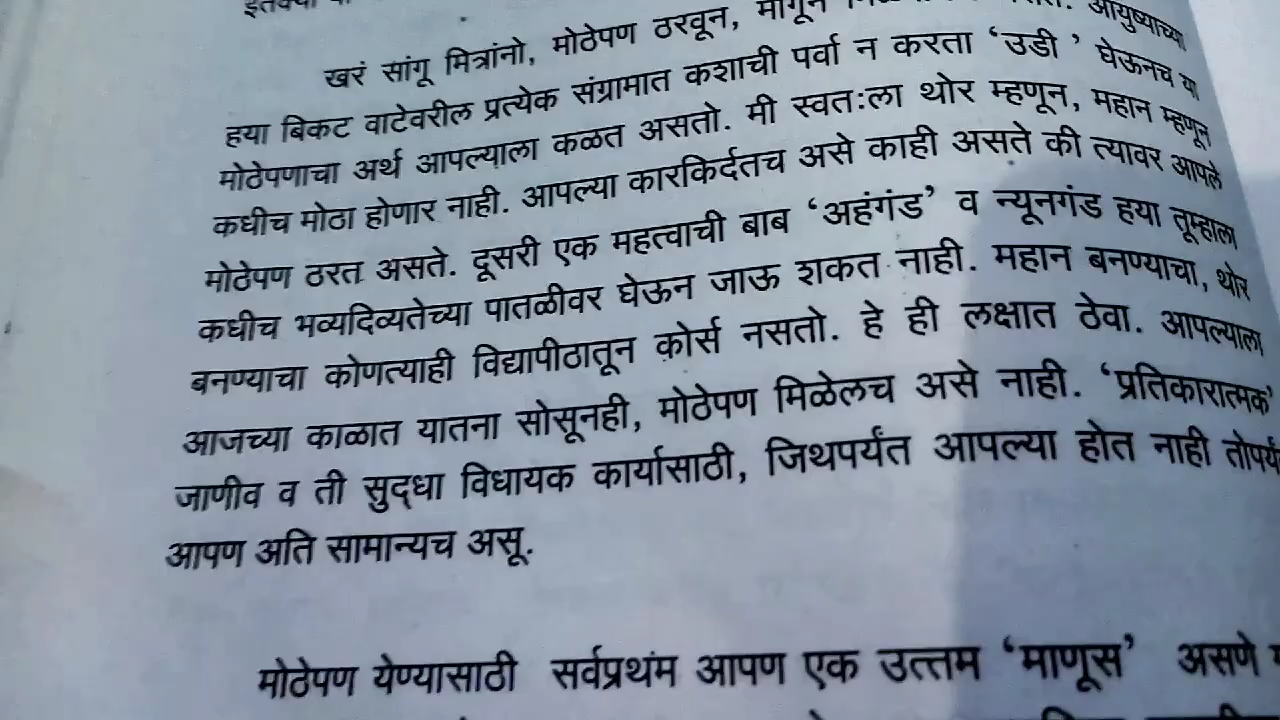 खरं सांगू मित्रांनो, मोठेपण ठरवून, मागून आयुष्याच्या
हया बिकट वाटेवरील प्रत्येक संग्रामात कशाची पर्वा न करता ‘उडी ’ घेऊनच या
मोठेपणाचा अर्थ आपल्याला कळत असतो. मी स्वतःला थोर म्हणून, महान म्हणून
कधीच मोठा होणार नाही. आपल्या कारकिर्दतच असे काही असते की त्यावर आपले
मोठेपण ठरत असते. दूसरी एक महत्वाची बाब ‘अहंगंड’ व न्यूनगंड हया तूम्हाला
कधीच भव्यदिव्यतेच्या पातळीवर घेऊन जाऊ शकत नाही. महान बनण्याचा, थोर
बनण्याचा कोणत्याही विद्यापीठातून कोर्स नसतो. हे ही लक्षात ठेवा. आपल्याला
आजच्या काळात यातना सोसूनही, मोठेपण मिळेलच असे नाही. ‘प्रतिकारात्मक’
जाणीव व ती सुद्धा विधायक कार्यासाठी, जिथपर्यंत आपल्या होत नाही
आपण अति सामान्यच असू.
मोठेपण येण्यासाठी सर्वप्रथंम आपण एक उत्तम ‘माणूस’ असणे